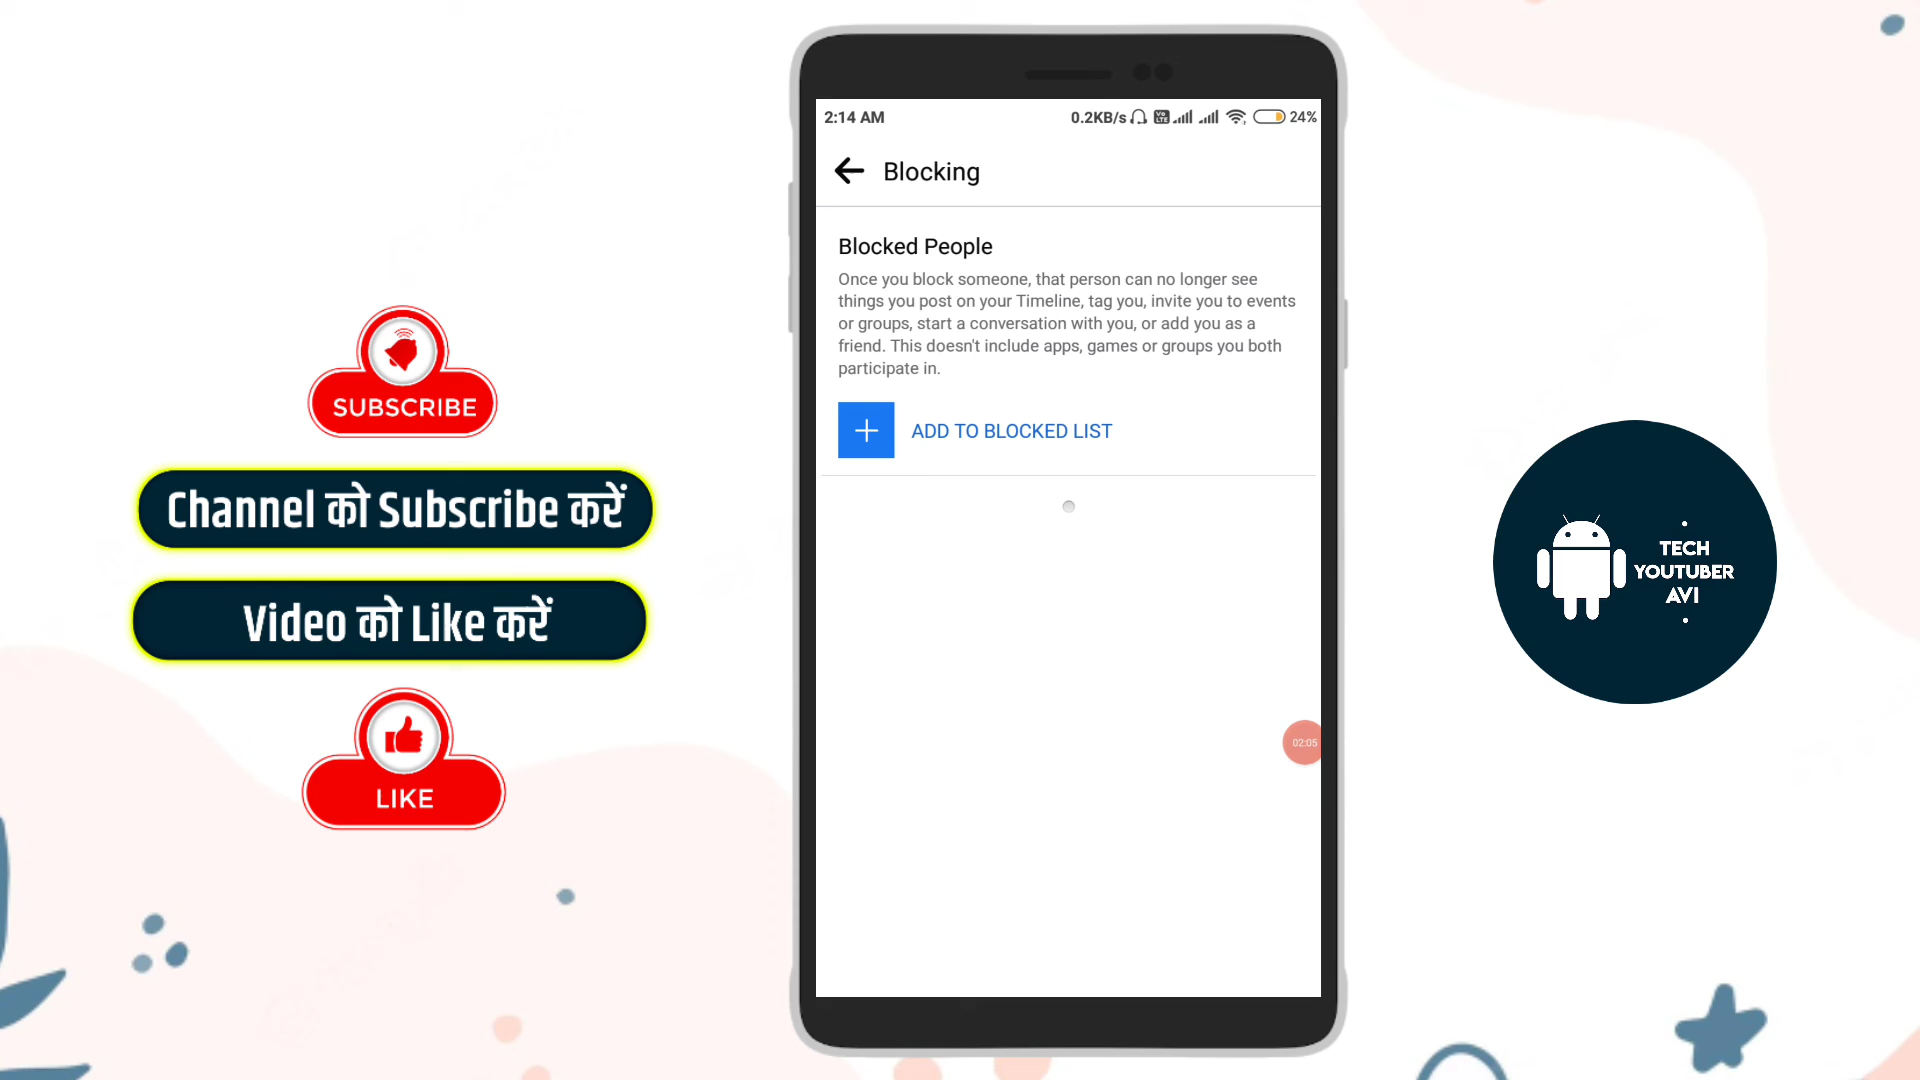 SUBSCRIBE
Channel को Subscribe करें
Video को Like करें
LIKE
2:14 AM 0.2KB/s Vo LTE 24%
Blocking
Blocked People
Once you block someone, that person can no longer see
things you post on your Timeline, tag you, invite you to events
or groups, start a conversation with you, or add you as a
friend. This doesn't include apps, games or groups you both
participate in.
ADD TO BLOCKED LIST
02:05
TECH
YOUTUBER
AVI